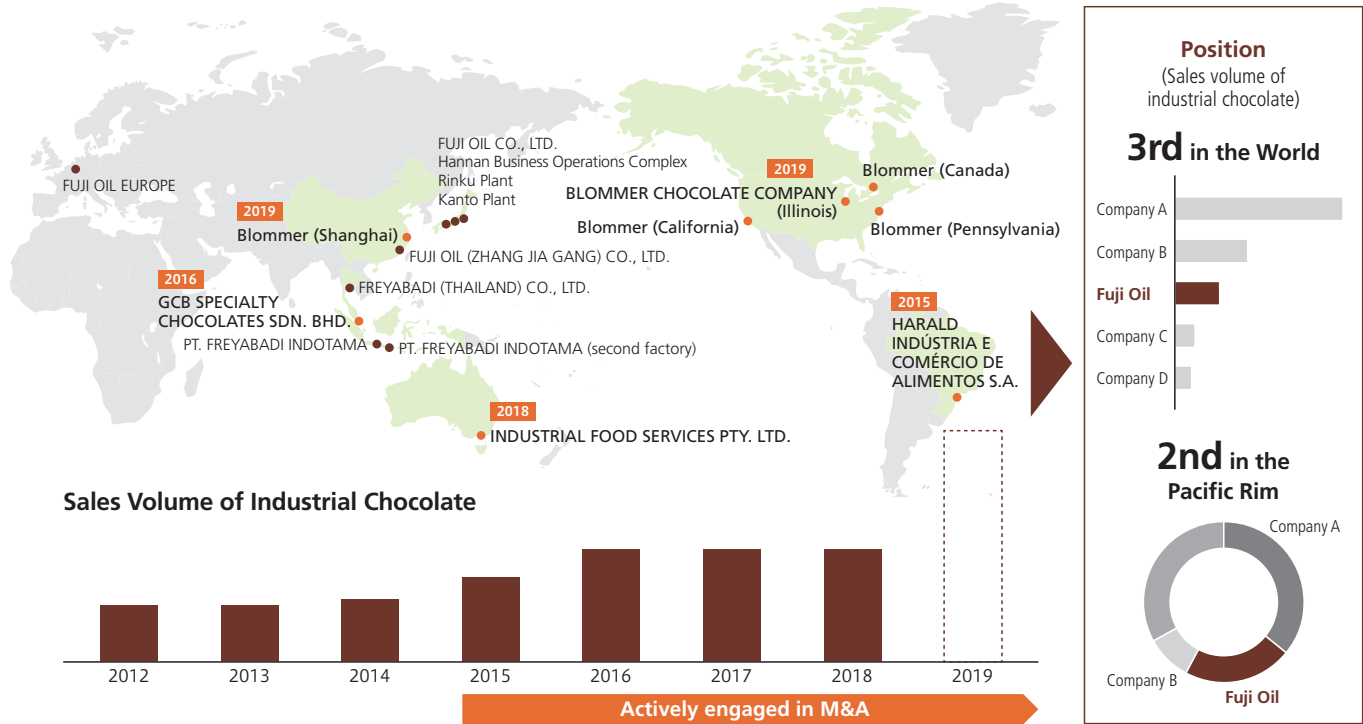 FUJI OIL EUROPE
FUJI OIL CO., LTD.
Hannan Business Operations Complex
Rinku Plant
Kanto Plant
2019
Blommer (Shanghai)
FUJI OIL (ZHANG JIA GANG) CO., LTD.
2016
GCB SPECIALTY
CHOCOLATES SDN. BHD.
FREYABADI (THAILAND) CO., LTD.
PT. FREYABADI INDOTAMA
PT. FREYABADI INDOTAMA (second factory)
2018
INDUSTRIAL FOOD SERVICES PTY. LTD.
2019
BLOMMER CHOCOLATE COMPANY
(Illinois)
Blommer (Canada)
Blommer (California)
Blommer (Pennsylvania)
2015
HARALD
INDÚSTRIA E
COMÉRCIO DE
ALIMENTOS S.A.
Sales Volume of Industrial Chocolate
2012
2013
2014
2015
2016
2017
2018
2019
Actively engaged in M&A
Position
(Sales volume of
industrial chocolate)
3rd in the World
Company A
Company B
Fuji Oil
Company C
Company D
2nd in the
Pacific Rim
Company A
Company B
Fuji Oil